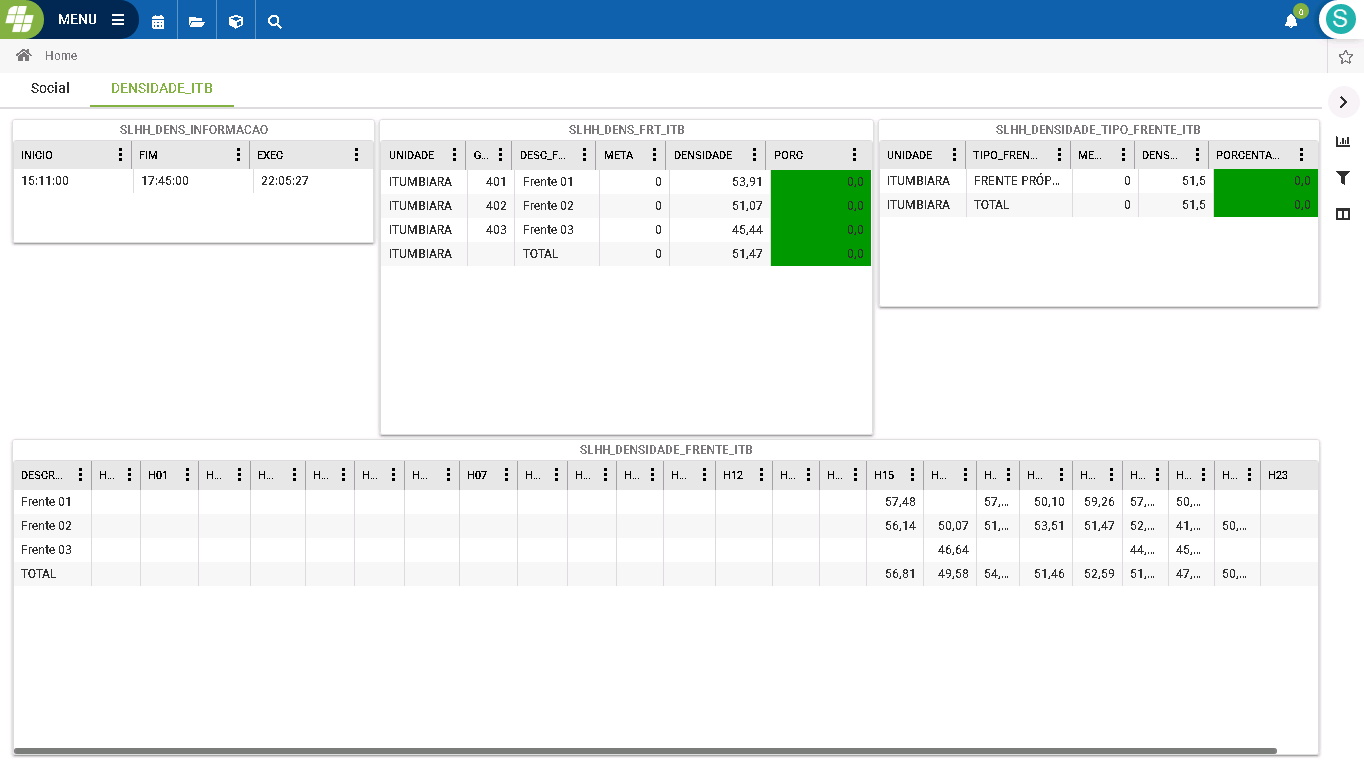 MENU
0
S
Home
Social DENSIDADE_ITB
SLHH_DENS_INFORMACAO
INICIO FIM EXEC
15:11:00 17:45:00 22:05:27
SLHH_DENS_FRT_ITB
UNIDADE G... DESC_F... META DENSIDADE PORC
ITUMBIARA 401 Frente 01 0 53,91 0,0
ITUMBIARA 402 Frente 02 0 51,07 0,0
ITUMBIARA 403 Frente 03 0 45,44 0,0
ITUMBIARA TOTAL 0 51,47 0,0
SLHH_DENSIDADE_TIPO_FRENTE_ITB
UNIDADE TIPO_FREN... ME... DENS... PORCENTA...
ITUMBIARA FRENTE PRÓP... 0 51,5 0,0
ITUMBIARA TOTAL 0 51,5 0,0
SLHH_DENSIDADE_FRENTE_ITB
DESCR... H... H01 H... H... H... H... H... H07 H... H... H... H... H12 H... H... H15 H... H... H... H... H... H... H... H23
Frente 01 57,48 57,... 50,10 59,26 57,... 50,...
Frente 02 56,14 50,07 51,... 53,51 51,47 52,... 41,... 50,...
Frente 03 46,64 44,... 45,...
TOTAL 56,81 49,58 54,... 51,46 52,59 51,... 47,... 50,...